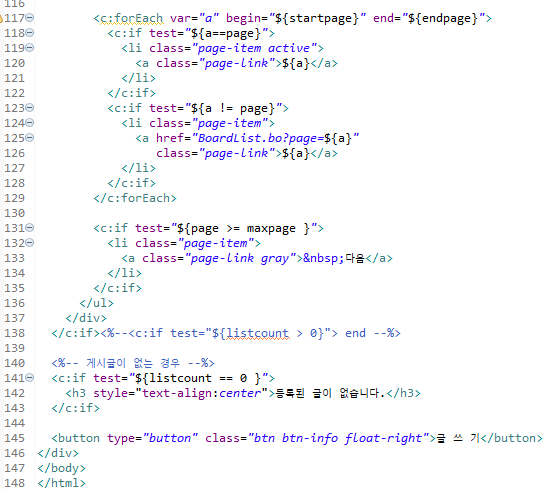 116
117 <c:forEach var="a" begin="${startpage}" end="${endpage}">
118 <c:if test="${a==page}">
119 <li class="page-item active">
120 <a class="page-link">${a}</a>
121 </li>
122 </c:if>
123 <c:if test="${a != page}">
124 <li class="page-item">
125 <a href="BoardList.bo?page=${a}"
126 class="page-link">${a}</a>
127 </li>
128 </c:if>
129 </c:forEach>
130
131 <c:if test="${page >= maxpage }">
132 <li class="page-item">
133 <a class="page-link gray">&nbsp;다음</a>
134 </li>
135 </c:if>
136 </ul>
137 </div>
138 </c:if><%--<c:if test="${listcount > 0}"> end --%>
139
140 <%-- 게시글이 없는 경우 --%>
141 <c:if test="${listcount == 0 }">
142 <h3 style="text-align:center">등록된 글이 없습니다.</h3>
143 </c:if>
144
145 <button type="button" class="btn btn-info float-right">글 쓰 기</button>
146 </div>
147 </body>
148 </html>